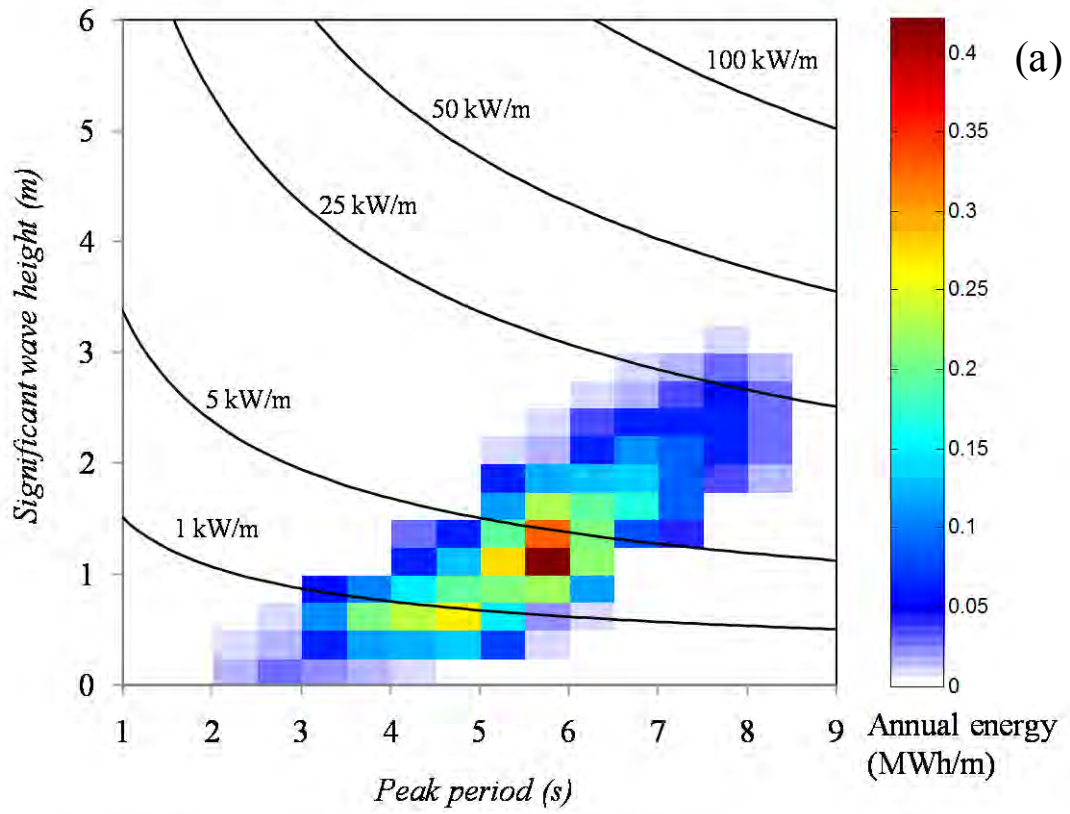 (a)
Significant wave height (m)
6
5
4
3
2
1
0
100 kW/m
50 kW/m
25 kW/m
5 kW/m
1 kW/m
1 2 3 4 5 6 7 8 9
Peak period (s)
0.4
0.35
0.3
0.25
0.2
0.15
0.1
0.05
0
Annual energy
(MWh/m)